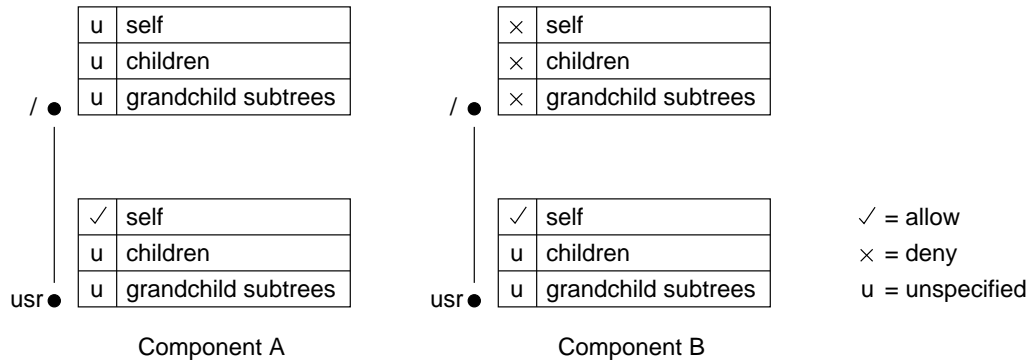 u self
u children
u grandchild subtrees
/
✓ self
u children
u grandchild subtrees
usr
Component A
× self
× children
× grandchild subtrees
/
✓ self
u children
u grandchild subtrees
usr
Component B
✓ = allow
× = deny
u = unspecified